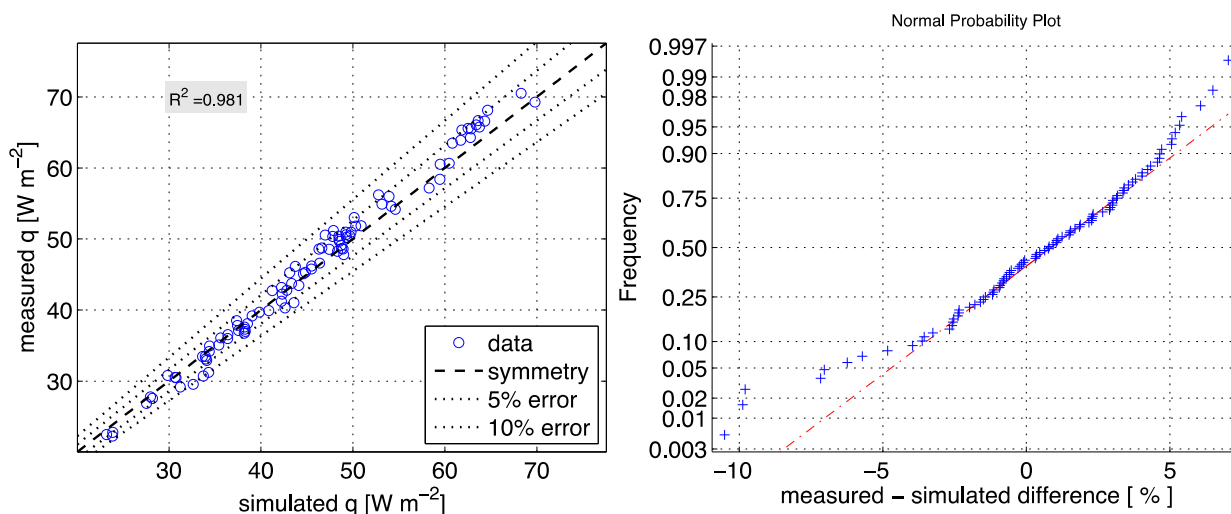 R² =0.981
measured q [W m⁻²]
70
60
50
40
30
30 40 50 60 70
simulated q [W m⁻²]
data
symmetry
5% error
10% error
Normal Probability Plot
Frequency
0.997
0.99
0.98
0.95
0.90
0.75
0.50
0.25
0.10
0.05
0.02
0.01
0.003
−10 −5 0 5
measured − simulated difference [ % ]